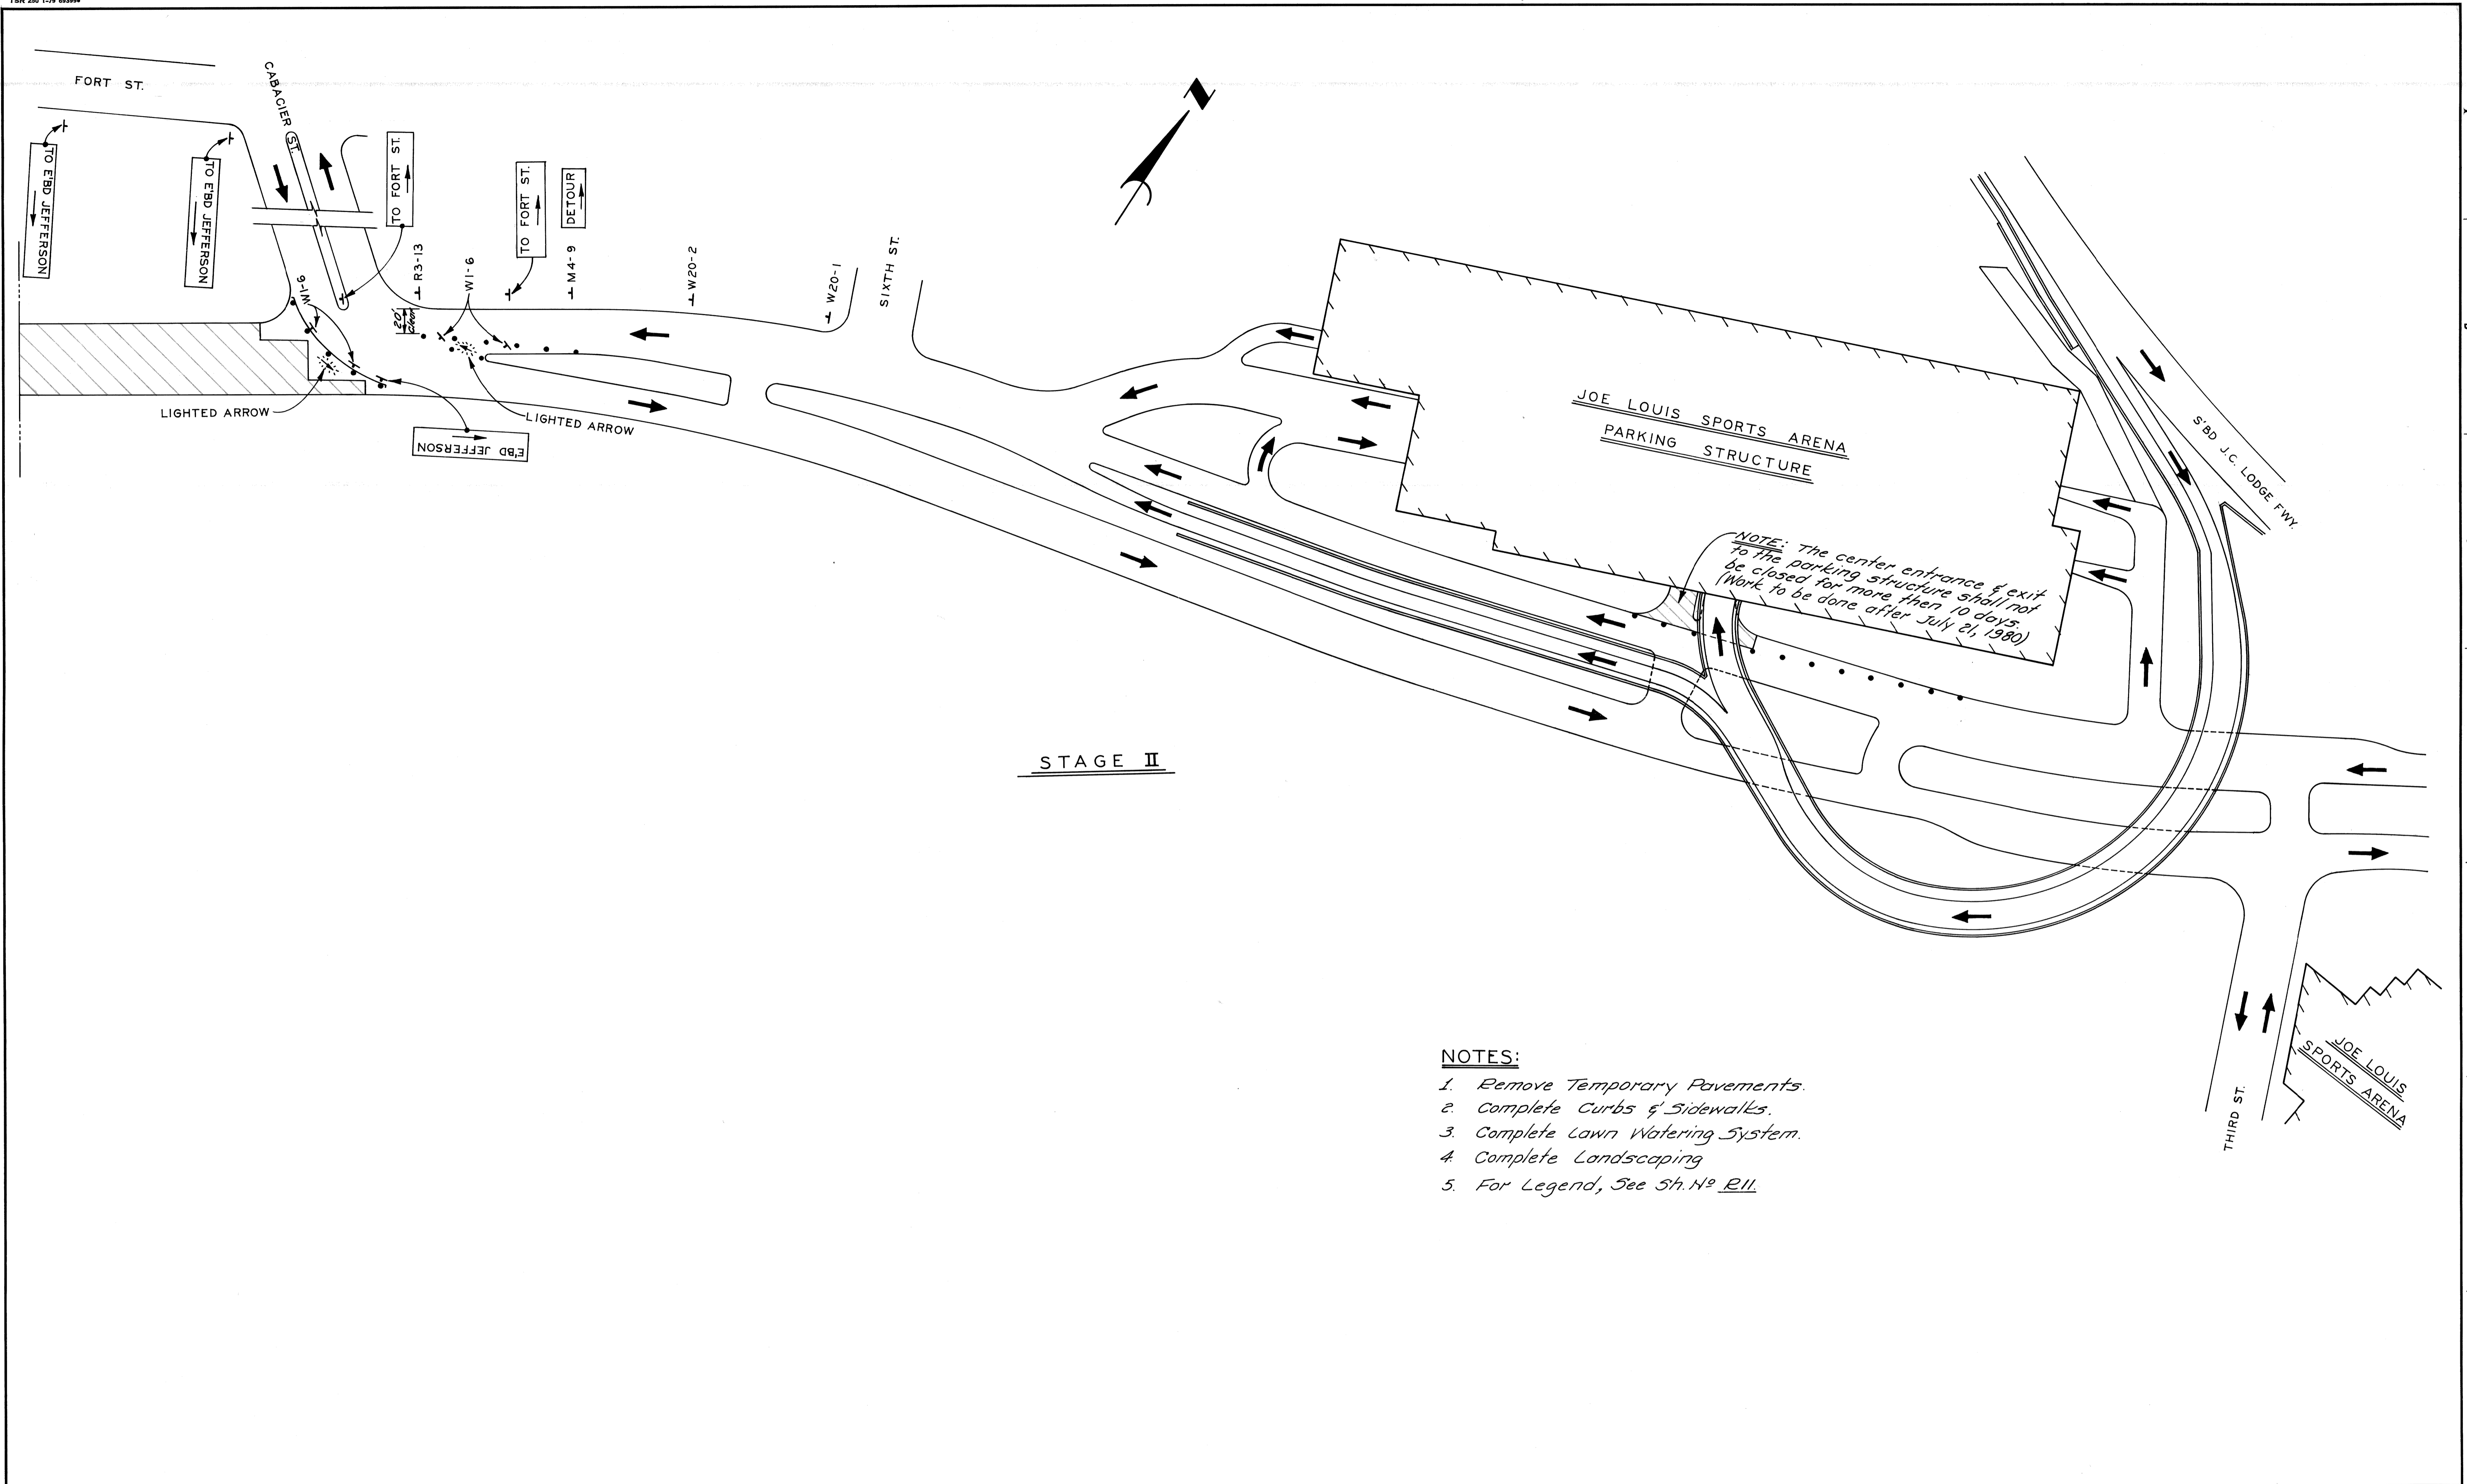 FORT ST.
CABACIER ST.
TO E'BD JEFFERSON
TO E'BD JEFFERSON
TO FORT ST.
TO FORT ST.
DETOUR
R3-13
W1-6
M4-9
W20-2
W20-1
SIXTH ST.
W1-6
20'
Clear
LIGHTED ARROW
LIGHTED ARROW
E'BD JEFFERSON
N
JOE LOUIS SPORTS ARENA
PARKING STRUCTURE
S'BD J.C. LODGE FWY.
NOTE: The center entrance & exit
to the parking structure shall not
be closed for more then 10 days.
(Work to be done after July 21, 1980)
STAGE II
THIRD ST.
JOE LOUIS
SPORTS ARENA
NOTES:
1. Remove Temporary Pavements.
2. Complete Curbs & Sidewalks.
3. Complete Lawn Watering System.
4. Complete Landscaping
5. For Legend, See Sh. Nº R11.